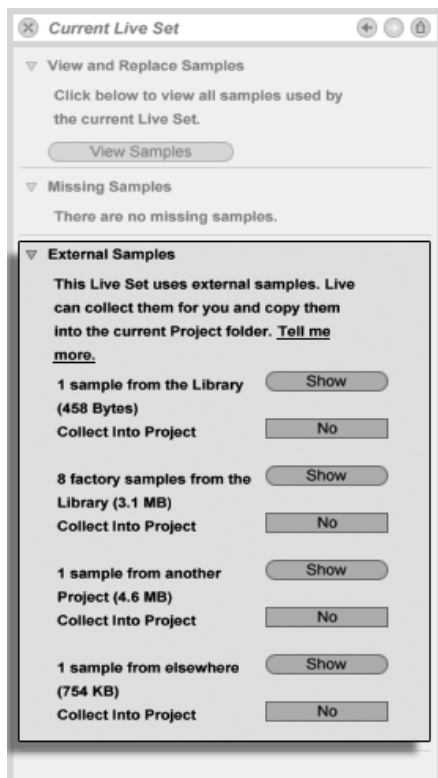 Current Live Set
View and Replace Samples
Click below to view all samples used by
the current Live Set.
View Samples
Missing Samples
There are no missing samples.
External Samples
This Live Set uses external samples. Live
can collect them for you and copy them
into the current Project folder. Tell me
more.
1 sample from the Library Show
(458 Bytes)
Collect Into Project No
8 factory samples from the Show
Library (3.1 MB)
Collect Into Project No
1 sample from another Show
Project (4.6 MB)
Collect Into Project No
1 sample from elsewhere Show
(754 KB)
Collect Into Project No